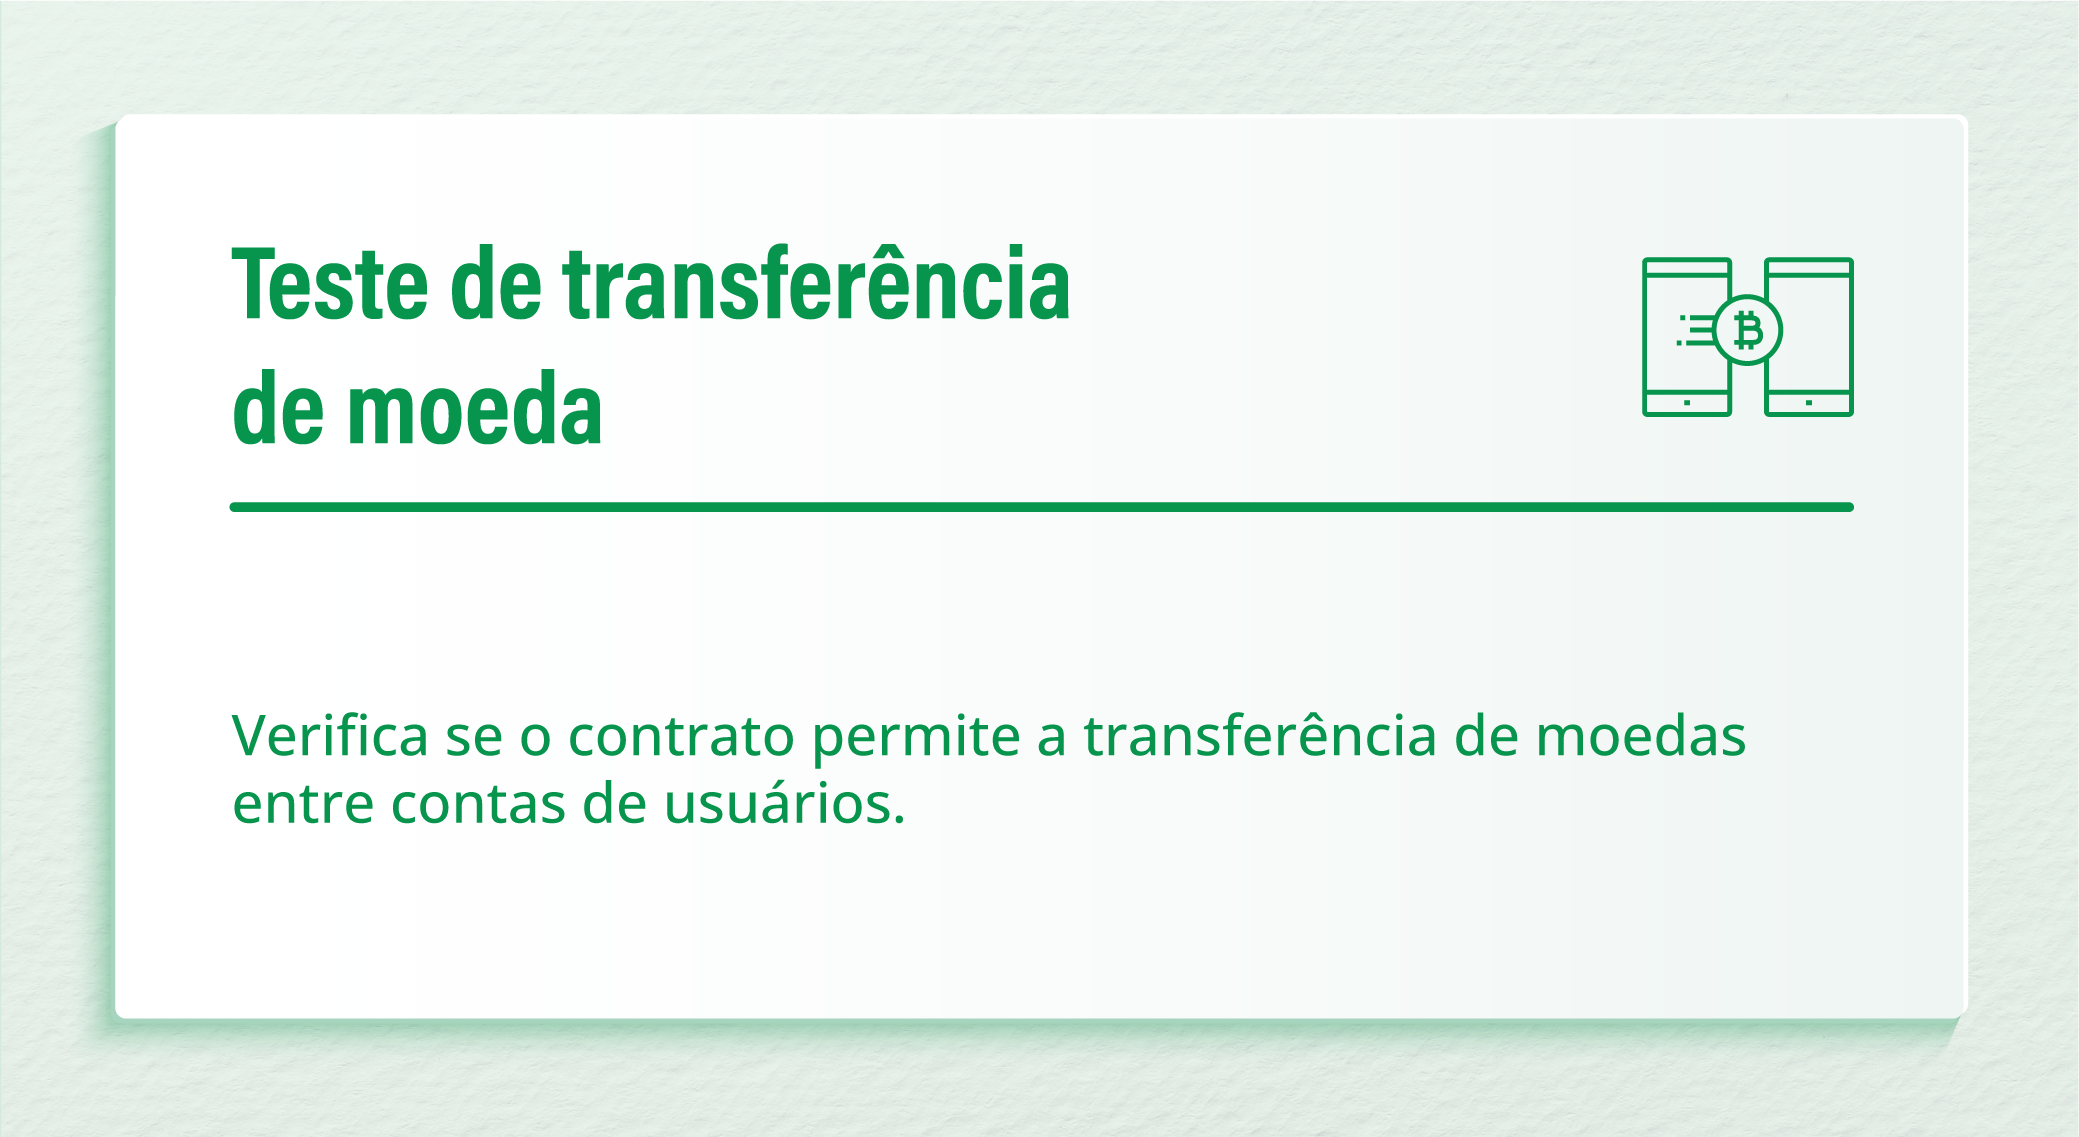 Teste de transferência
de moeda
Verifica se o contrato permite a transferência de moedas
entre contas de usuários.